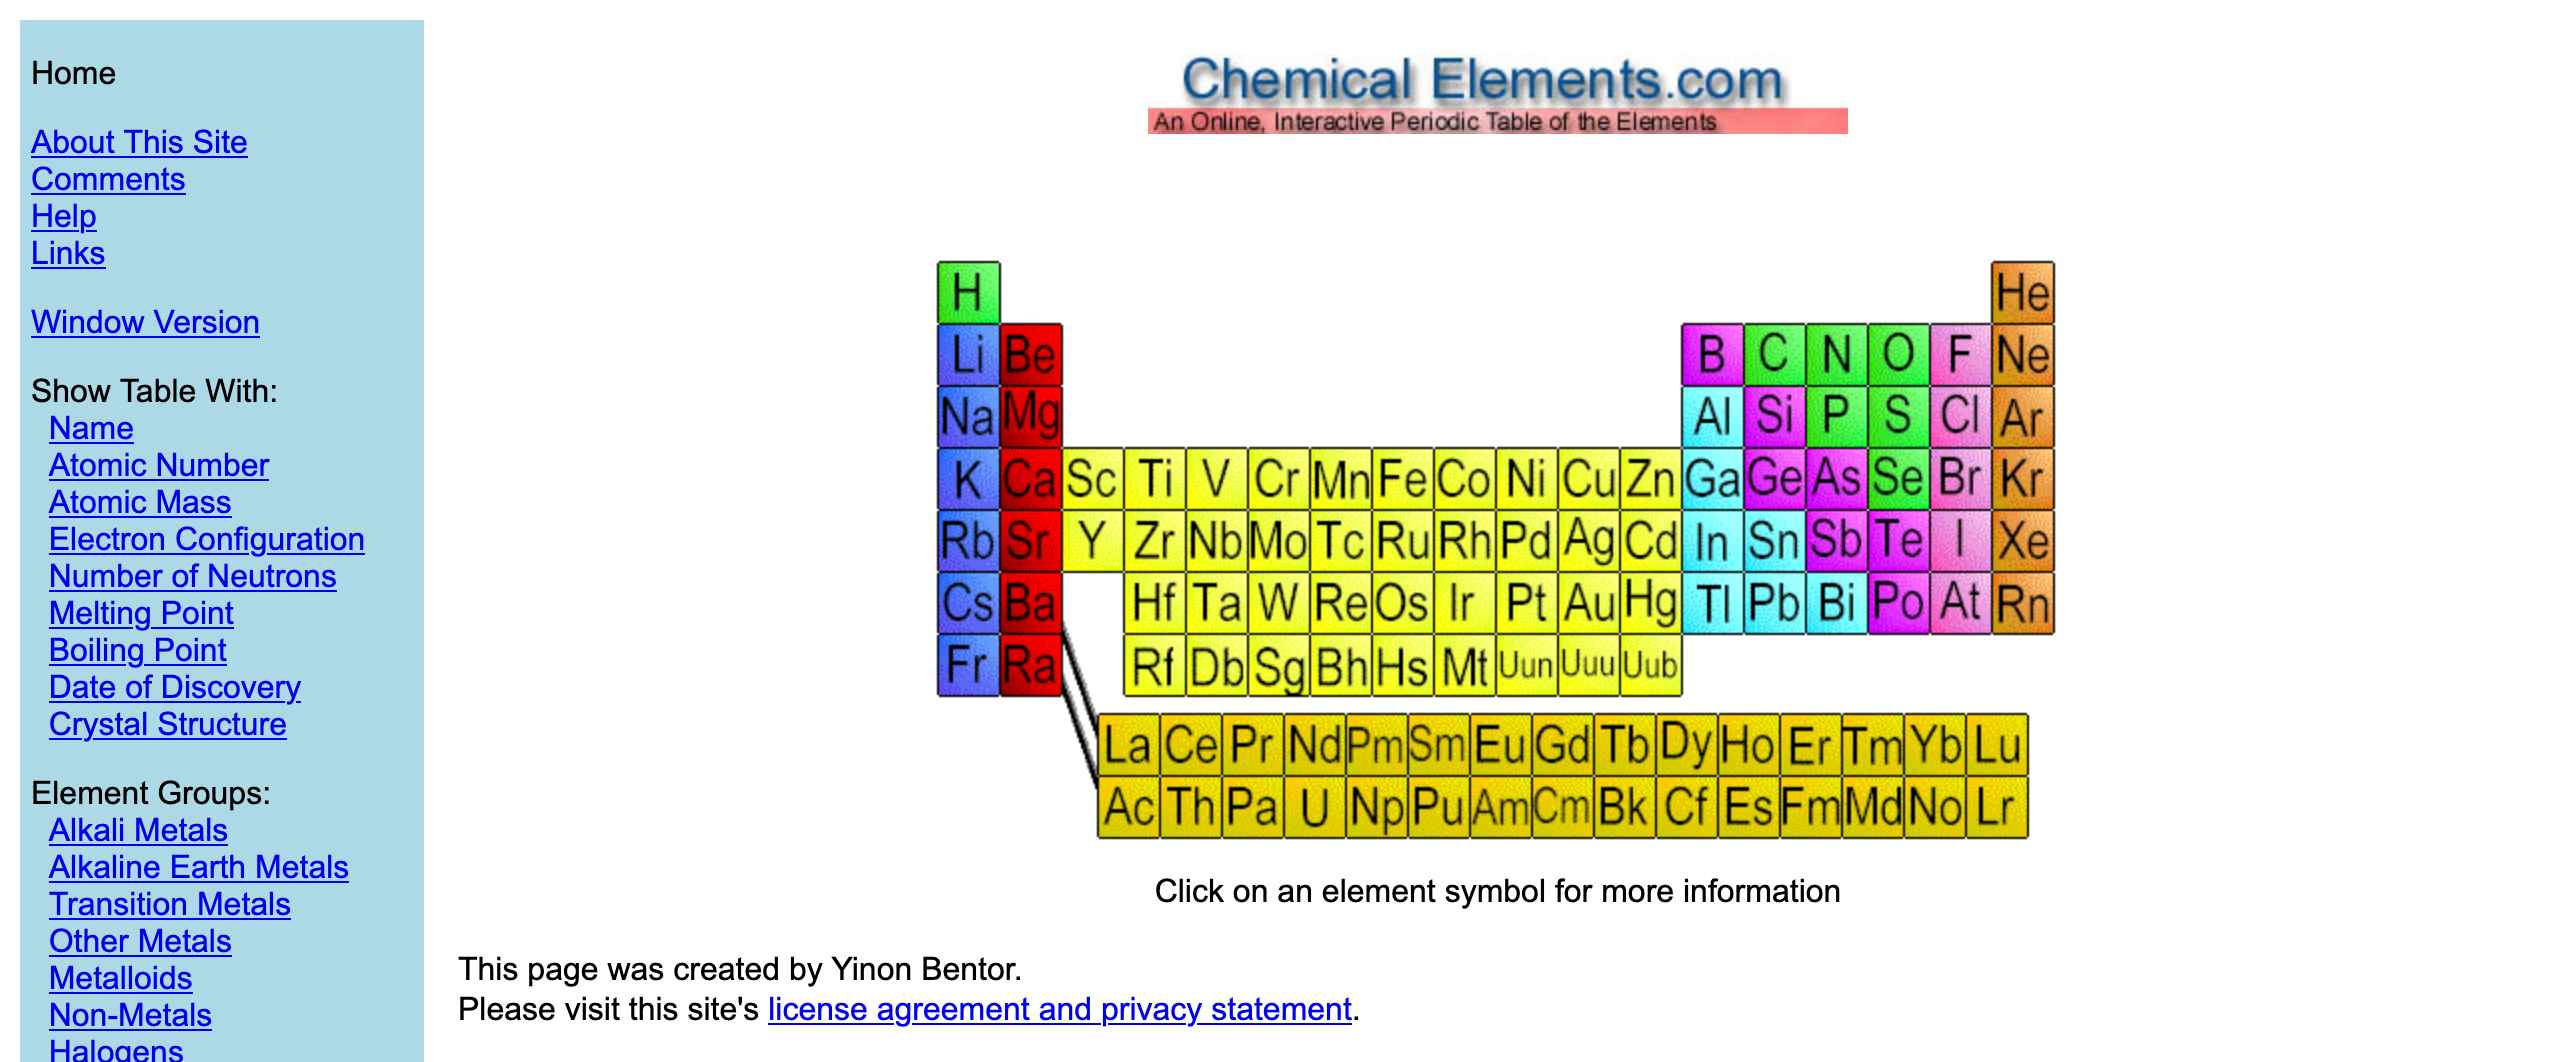 Home
About This Site
Comments
Help
Links
Window Version
Show Table With:
Name
Atomic Number
Atomic Mass
Electron Configuration
Number of Neutrons
Melting Point
Boiling Point
Date of Discovery
Crystal Structure
Element Groups:
Alkali Metals
Alkaline Earth Metals
Transition Metals
Other Metals
Metalloids
Non-Metals
Halogens
Chemical Elements.com
An Online, Interactive Periodic Table of the Elements
H He
Li Be B C N O F Ne
Na Mg Al Si P S Cl Ar
K Ca Sc Ti V Cr Mn Fe Co Ni Cu Zn Ga Ge As Se Br Kr
Rb Sr Y Zr Nb Mo Tc Ru Rh Pd Ag Cd In Sn Sb Te I Xe
Cs Ba Hf Ta W Re Os Ir Pt Au Hg Tl Pb Bi Po At Rn
Fr Ra Rf Db Sg Bh Hs Mt Uun Uuu Uub
La Ce Pr Nd Pm Sm Eu Gd Tb Dy Ho Er Tm Yb Lu
Ac Th Pa U Np Pu Am Cm Bk Cf Es Fm Md No Lr
Click on an element symbol for more information
This page was created by Yinon Bentor.
Please visit this site's license agreement and privacy statement.